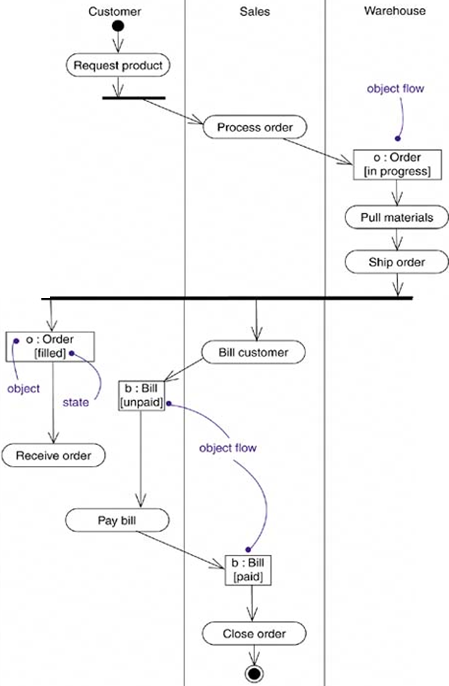 Customer
Sales
Warehouse
Request product
object flow
Process order
o : Order
[in progress]
Pull materials
Ship order
o : Order
[filled]
Bill customer
object
state
b : Bill
[unpaid]
object flow
Receive order
Pay bill
b : Bill
[paid]
Close order